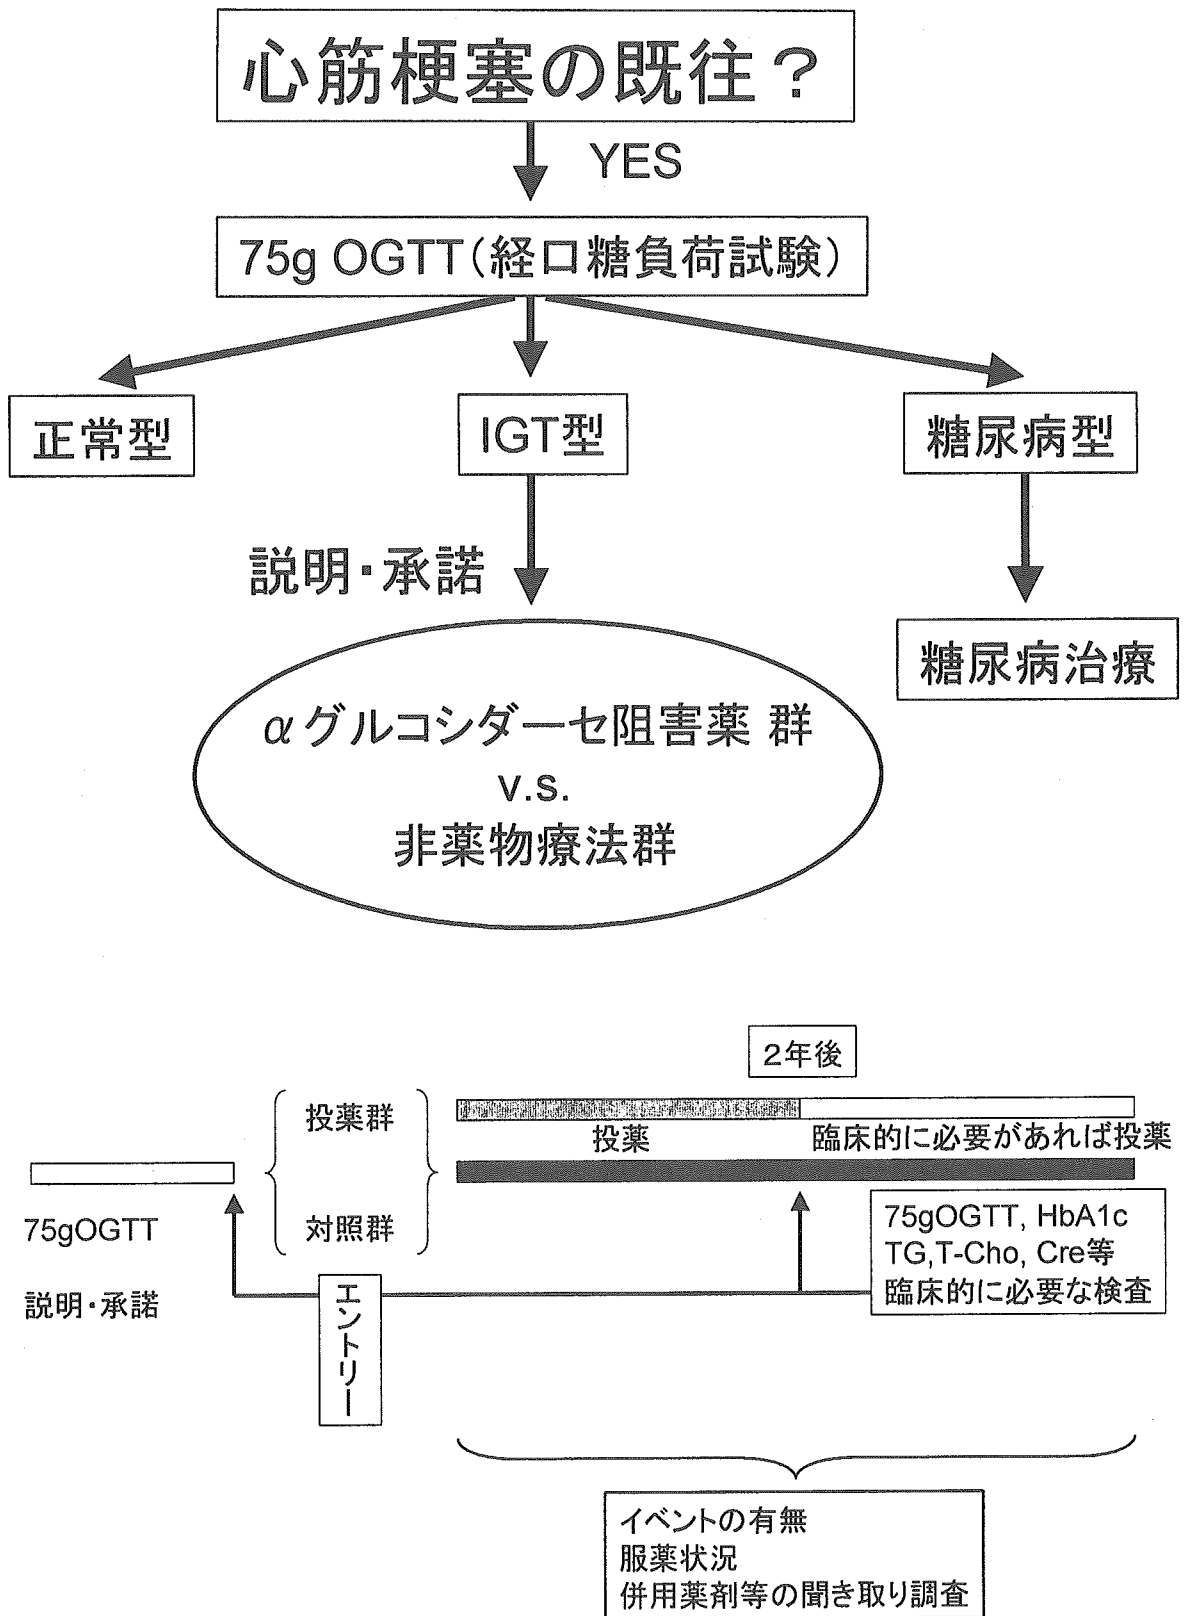 心筋梗塞の既往？
YES
75g OGTT（経口糖負荷試験）
正常型
IGT型
糖尿病型
説明・承諾
糖尿病治療
αグルコシダーゼ阻害薬 群
v.s.
非薬物療法群
2年後
投薬群
投薬
臨床的に必要があれば投薬
対照群
75gOGTT
説明・承諾
エントリー
75gOGTT, HbA1c
TG,T-Cho, Cre等
臨床的に必要な検査
イベントの有無
服薬状況
併用薬剤等の聞き取り調査